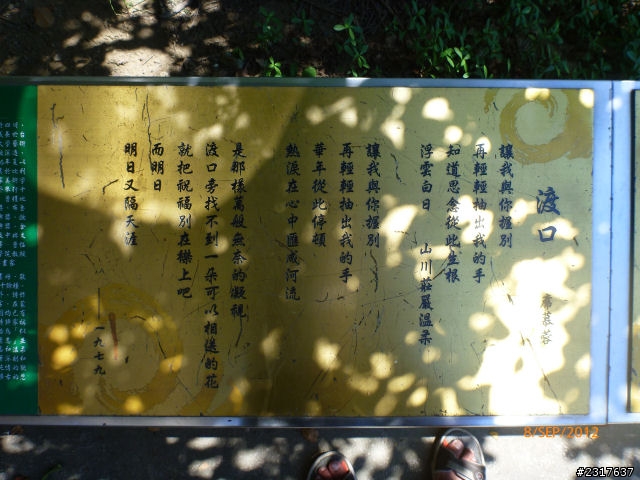 渡口
席慕蓉
讓我與你握別
再輕輕抽出我的手
知道思念從此生根
浮雲白日 山川莊嚴溫柔
讓我與你握別
再輕輕抽出我的手
華年從此停頓
熱淚在心中匯成河流
是那樣萬般無奈的凝視
渡口旁找不到一朵可以相送的花
就把祝福別在襟上吧
而明日
明日又隔天涯
一九七九
8/SEP/2012
#2317637